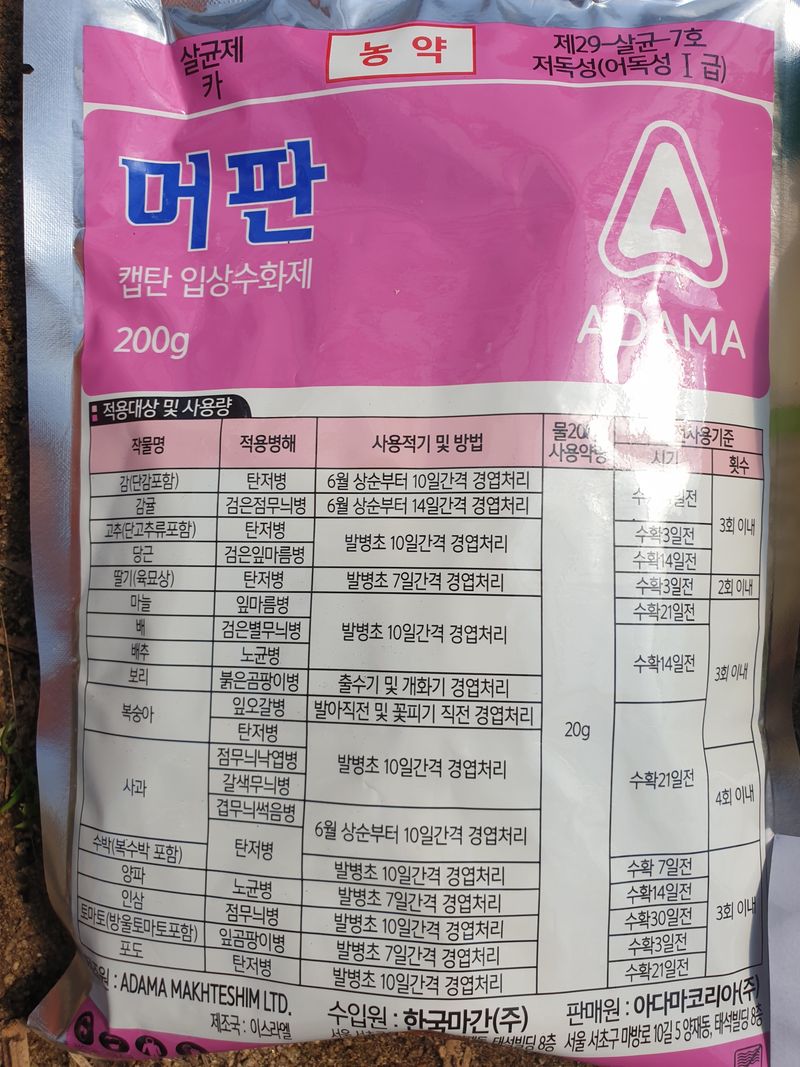 살균제
카
농약
제29-살균-7호
저독성(어독성 I 급)
머판
캡탄 입상수화제
200g
ADAMA
적용대상 및 사용량
작물명 적용병해 사용적기 및 방법 물20 사용약량 사용기준
시기 횟수
감(단감포함) 탄저병 6월 상순부터 10일간격 경엽처리
감귤 검은점무늬병 6월 상순부터 14일간격 경엽처리 일전 3회 이내
고추(단고추류포함) 탄저병 발병초 10일간격 경엽처리 수확3일전
당근 검은잎마름병 수확14일전
딸기(육묘상) 탄저병 발병초 7일간격 경엽처리 수확3일전 2회 이내
마늘 잎마름병 발병초 10일간격 경엽처리 수확21일전
배 검은별무늬병 수확14일전 3회 이내
배추 노균병
보리 붉은곰팡이병 출수기 및 개화기 경엽처리
복숭아 잎오갈병 발아직전 및 꽃피기 직전 경엽처리 20g
탄저병 발병초 10일간격 경엽처리
사과 점무늬낙엽병 수확21일전 4회 이내
갈색무늬병
겹무늬썩음병
탄저병 6월 상순부터 10일간격 경엽처리
수박(복수박 포함) 발병초 10일간격 경엽처리 수확 7일전 3회 이내
양파 노균병 발병초 7일간격 경엽처리 수확14일전
인삼 점무늬병 발병초 10일간격 경엽처리 수확30일전
토마토(방울토마토포함) 잎곰팡이병 발병초 7일간격 경엽처리 수확3일전
포도 탄저병 발병초 10일간격 경엽처리 수확21일전
: ADAMA MAKHTESHIM LTD. 수입원 : 한국마간(주) 판매원 : 아다마코리아(주)
제조국 : 이스라엘 태석빌딩 8층 서울 서초구 마방로 10길 5 양재동, 태석빌딩 8층